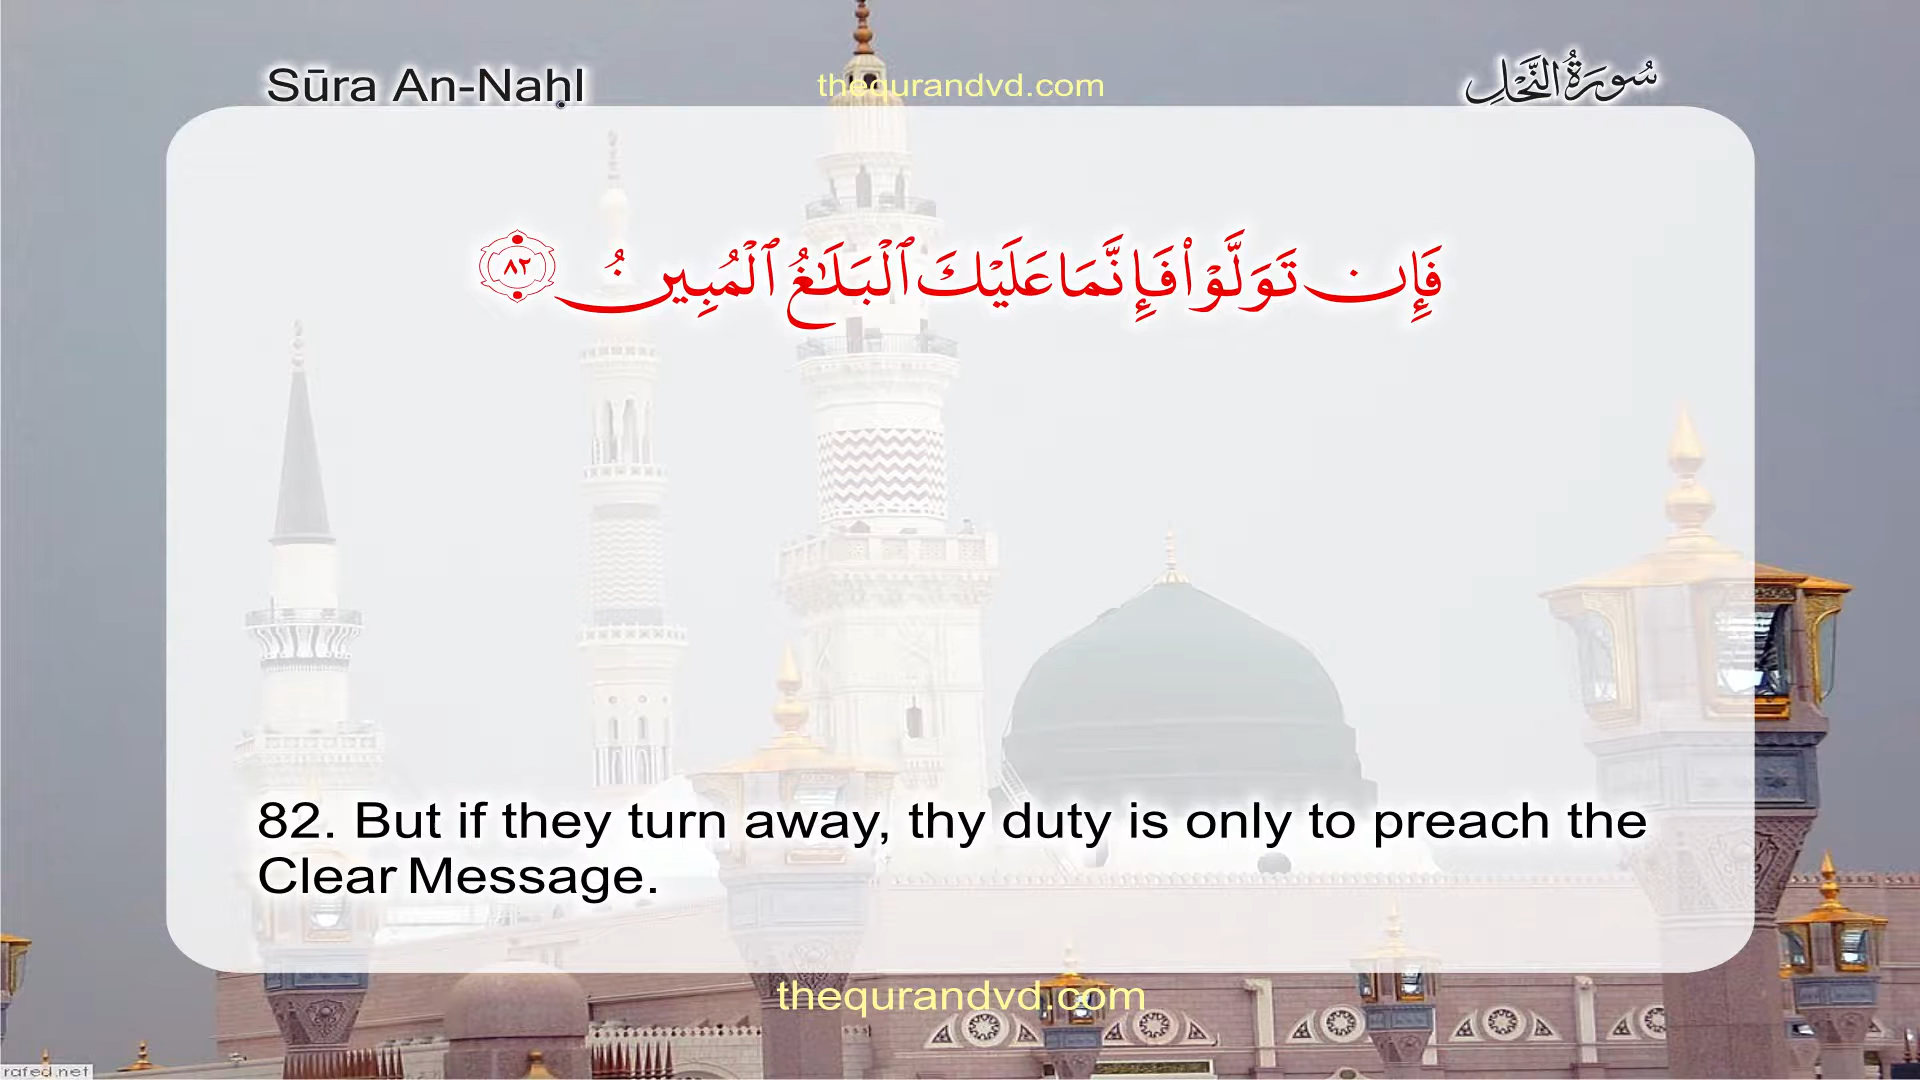 Sūra An-Naḥl
thequrandvd.com
سُورَةُ النَّحْلِ
فَإِن تَوَلَّوْا۟ فَإِنَّمَا عَلَيْكَ ٱلْبَلَـٰغُ ٱلْمُبِينُ ٨٢
82. But if they turn away, thy duty is only to preach the
Clear Message.
thequrandvd.com
rafed.net